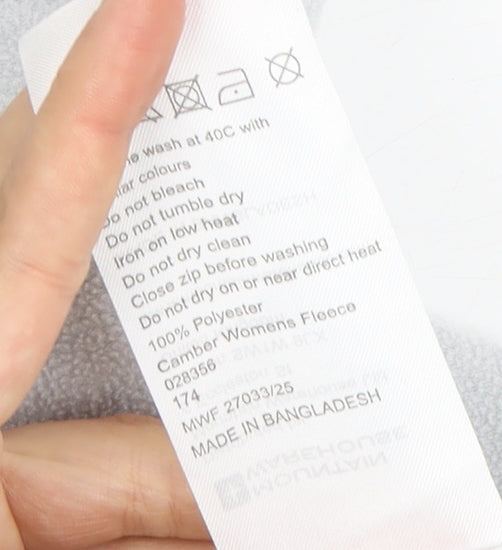 wash at 40C with
colours
Do not bleach
Do not tumble dry
Iron on low heat
Do not dry clean
Close zip before washing
Do not dry on or near direct heat
100% Polyester
Camber Womens Fleece
028356
174
MWF 27033/25
MADE IN BANGLADESH
MOUNTAIN
WAREHOUSE